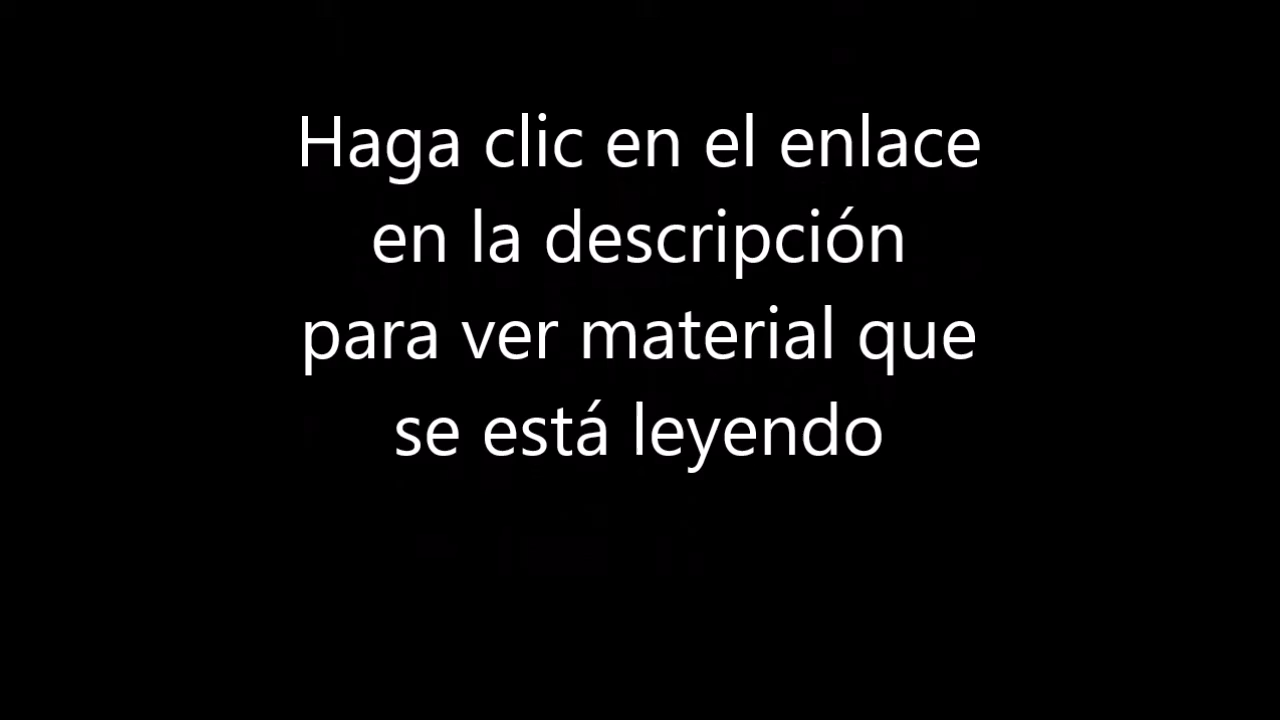 Haga clic en el enlace
en la descripción
para ver material que
se está leyendo